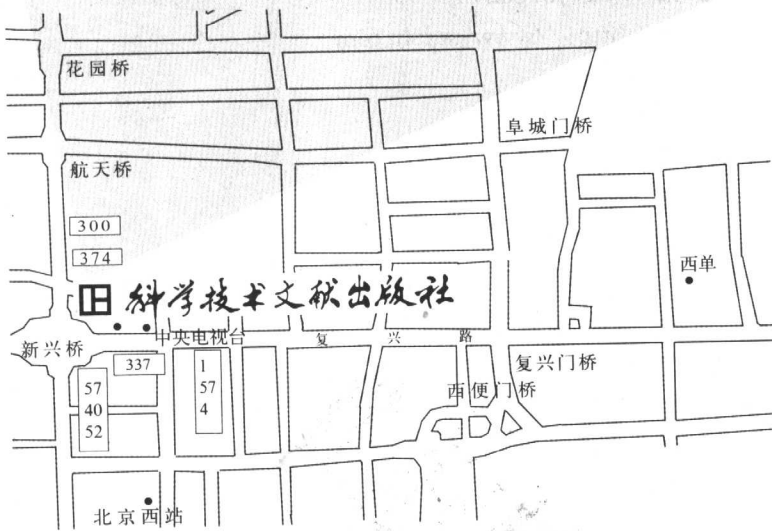 花园桥
阜城门桥
航天桥
300
374
西单
科学技术文献出版社
中央电视台
复兴路
新兴桥
337
1
57
4
复兴门桥
57
40
52
西便门桥
北京西站